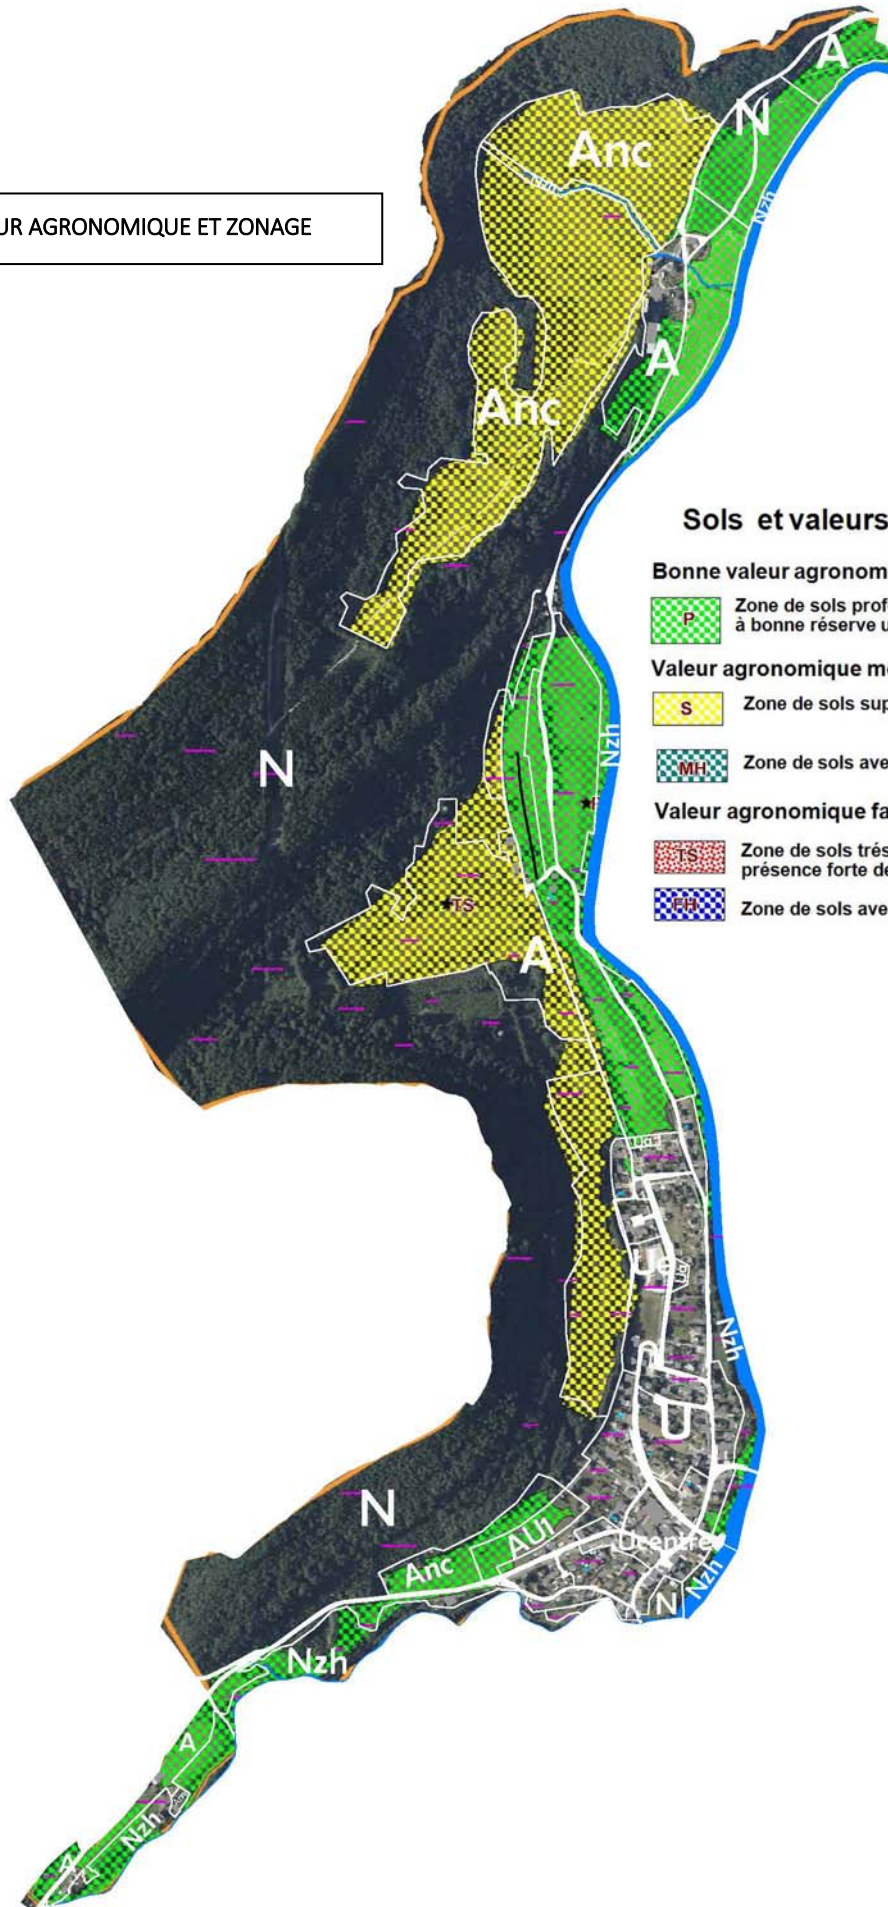 UR AGRONOMIQUE ET ZONAGE
A
N
Anc
Nzh
A
Anc
Sols et valeurs
Bonne valeur agronom
P Zone de sols prof
à bonne réserve u
Valeur agronomique m
S Zone de sols sup
MH Zone de sols ave
Valeur agronomique fa
TS Zone de sols trés
présence forte de
FH Zone de sols ave
Nzh
N
TS
A
Ue
Nzh
U
N
AU1
Anc
Ucentre
Nzh
N
Nzh
A
Nzh
A